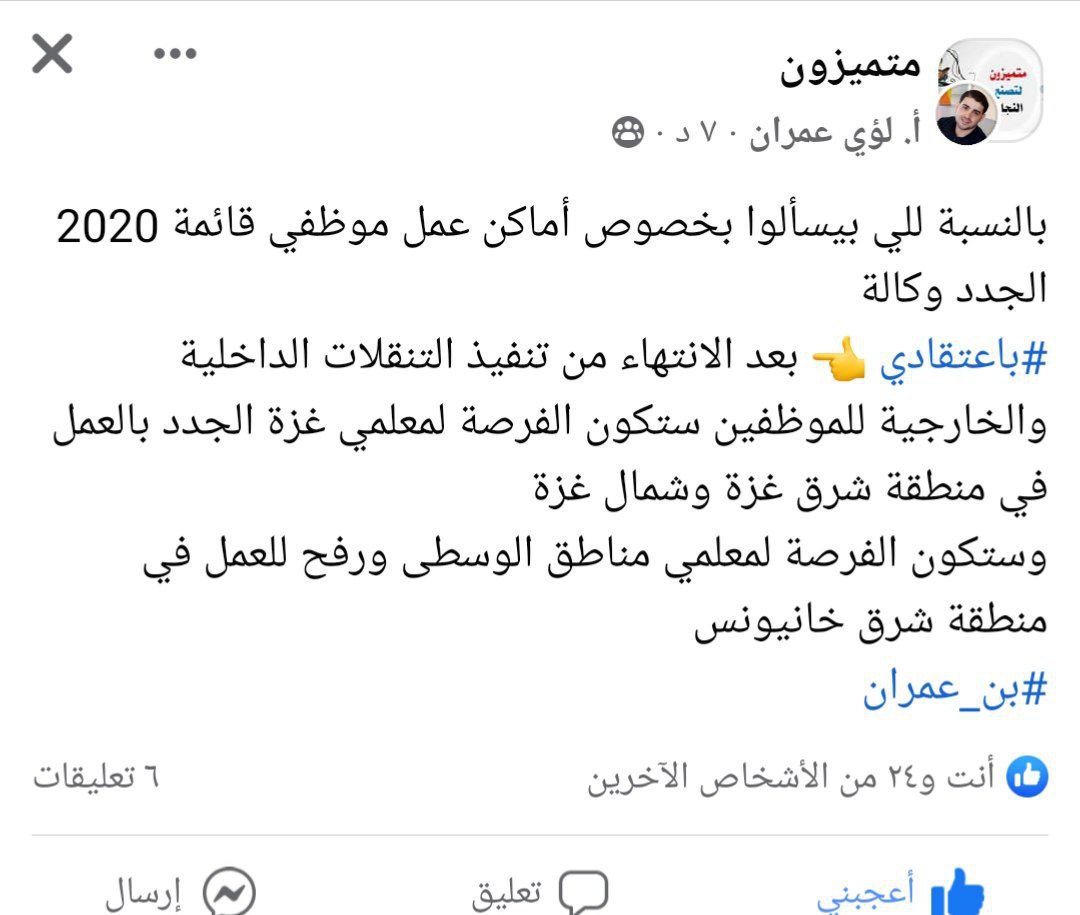 متميزون
متميزون
لتصنع
النجا
أ. لؤي عمران · ٧ د ·
بالنسبة للي بيسألوا بخصوص أماكن عمل موظفي قائمة 2020
الجدد وكالة
#باعتقادي 👈 بعد الانتهاء من تنفيذ التنقلات الداخلية
والخارجية للموظفين ستكون الفرصة لمعلمي غزة الجدد بالعمل
في منطقة شرق غزة وشمال غزة
وستكون الفرصة لمعلمي مناطق الوسطى ورفح للعمل في
منطقة شرق خانيونس
#بن_عمران
أنت و٢٤ من الأشخاص الآخرين
٦ تعليقات
أعجبني
تعليق
إرسال